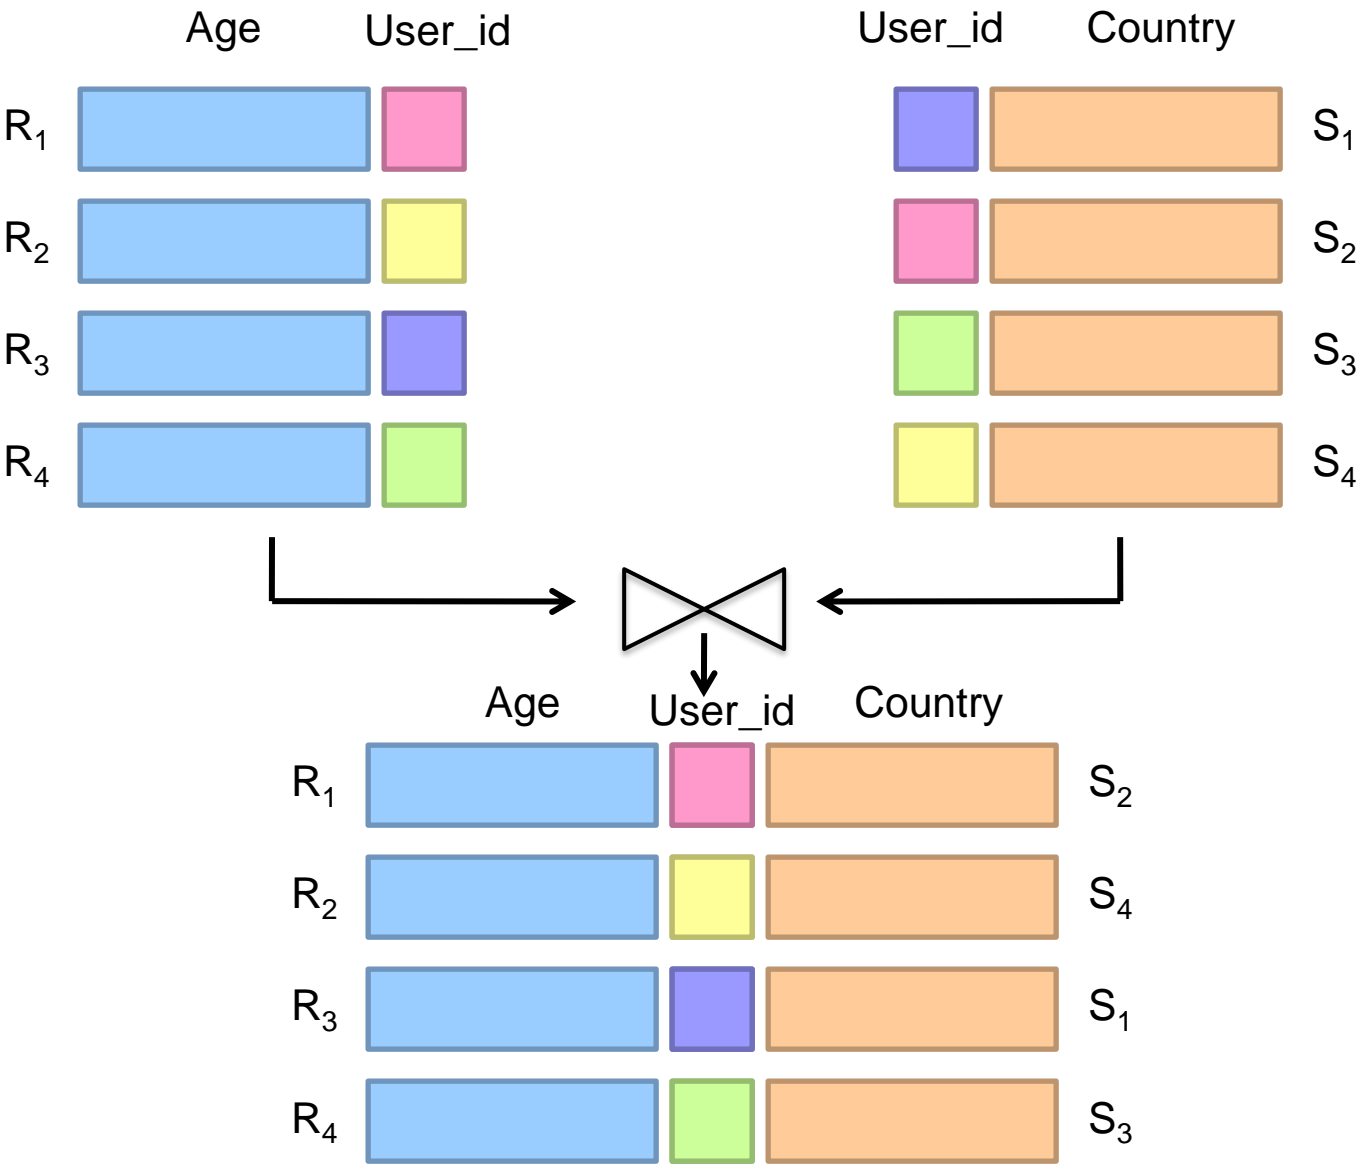 Age User_id User_id Country
R1 S1
R2 S2
R3 S3
R4 S4
Age User_id Country
R1 S2
R2 S4
R3 S1
R4 S3